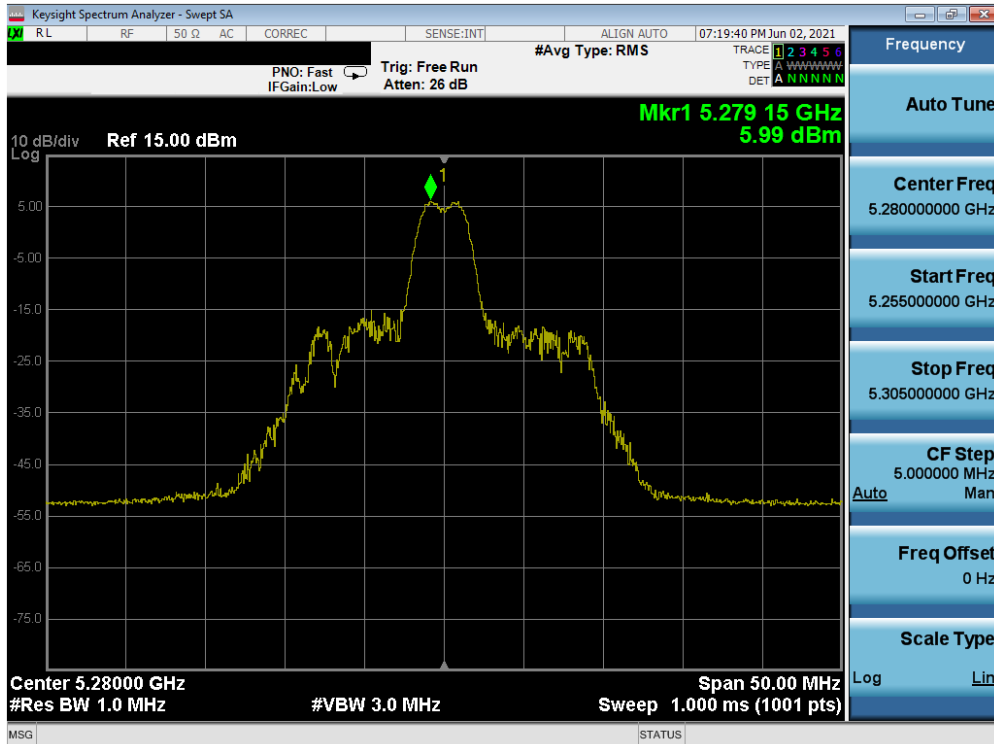 Keysight Spectrum Analyzer - Swept SA
LXI RL RF 50 Ω AC CORREC SENSE:INT ALIGN AUTO 07:19:40 PM Jun 02, 2021
#Avg Type: RMS
TRACE 1 2 3 4 5 6
TYPE A WWWWW
DET A N N N N N
PNO: Fast
IFGain:Low
Trig: Free Run
Atten: 26 dB
Mkr1 5.279 15 GHz
5.99 dBm
10 dB/div
Log
Ref 15.00 dBm
1
5.00
-5.00
-15.0
-25.0
-35.0
-45.0
-55.0
-65.0
-75.0
Center 5.28000 GHz
Span 50.00 MHz
#Res BW 1.0 MHz
#VBW 3.0 MHz
Sweep 1.000 ms (1001 pts)
MSG
STATUS
Frequency
Auto Tune
Center Freq
5.280000000 GHz
Start Freq
5.255000000 GHz
Stop Freq
5.305000000 GHz
CF Step
5.000000 MHz
Auto Man
Freq Offset
0 Hz
Scale Type
Log Lin